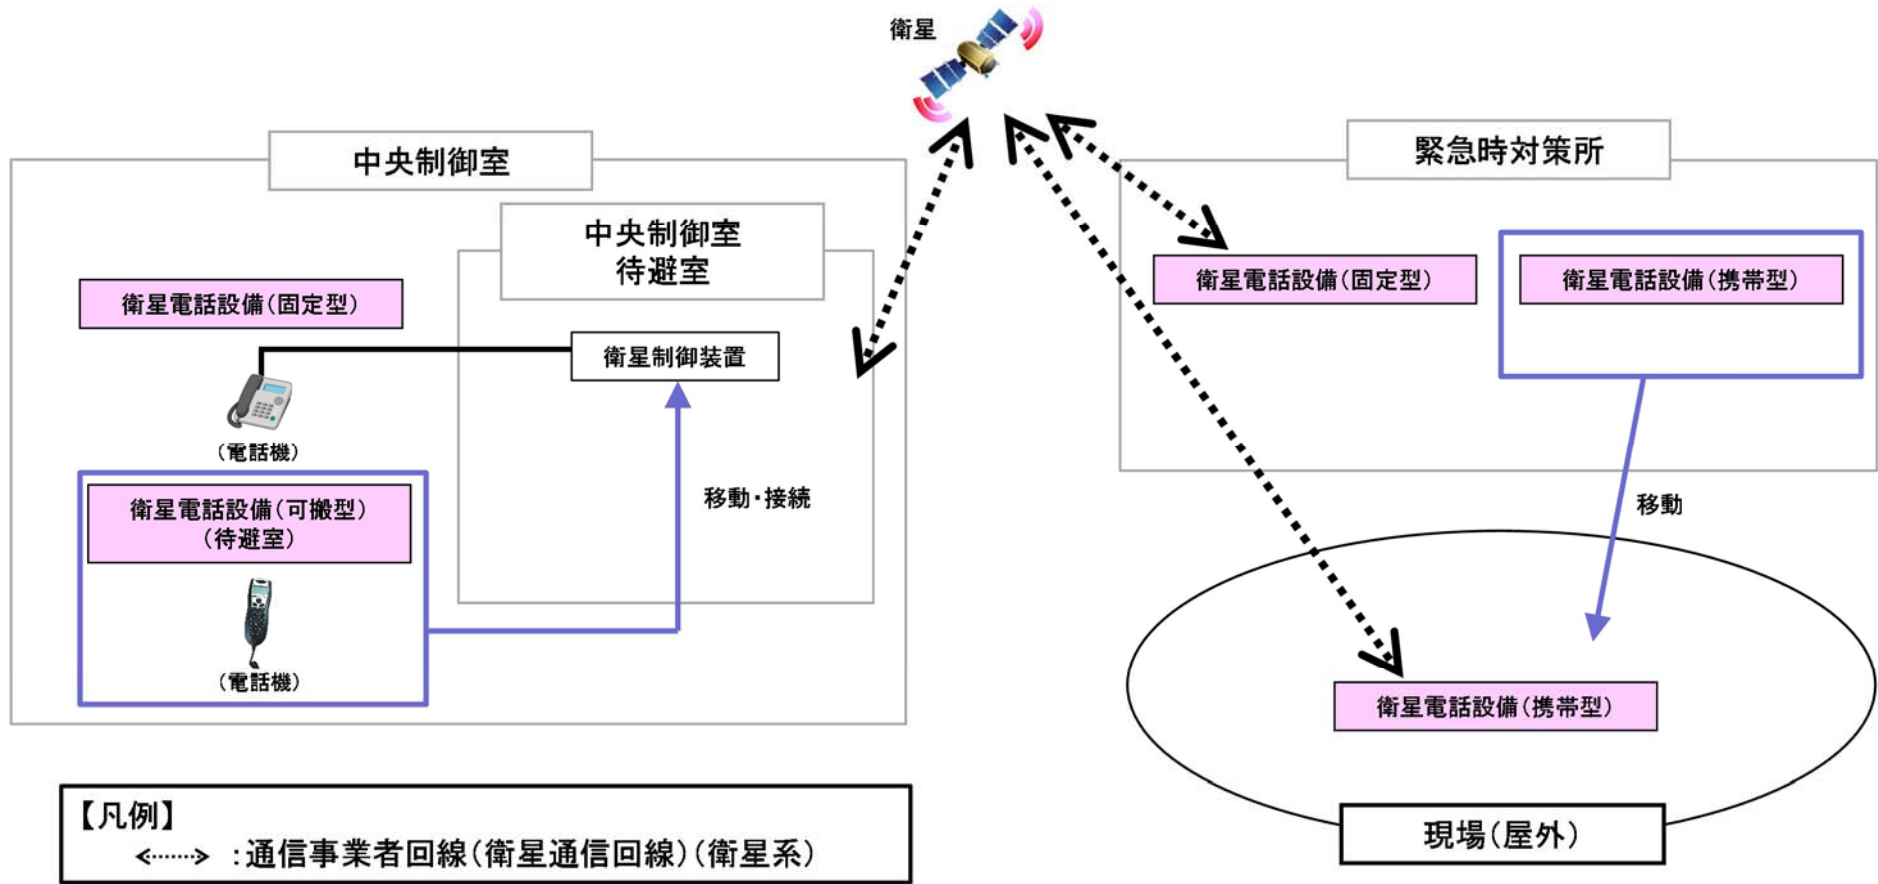 衛星
中央制御室
中央制御室
待避室
衛星電話設備(固定型)
衛星制御装置
(電話機)
衛星電話設備(可搬型)
(待避室)
移動・接続
(電話機)
緊急時対策所
衛星電話設備(固定型)
衛星電話設備(携帯型)
移動
衛星電話設備(携帯型)
現場(屋外)
【凡例】
:通信事業者回線(衛星通信回線)(衛星系)